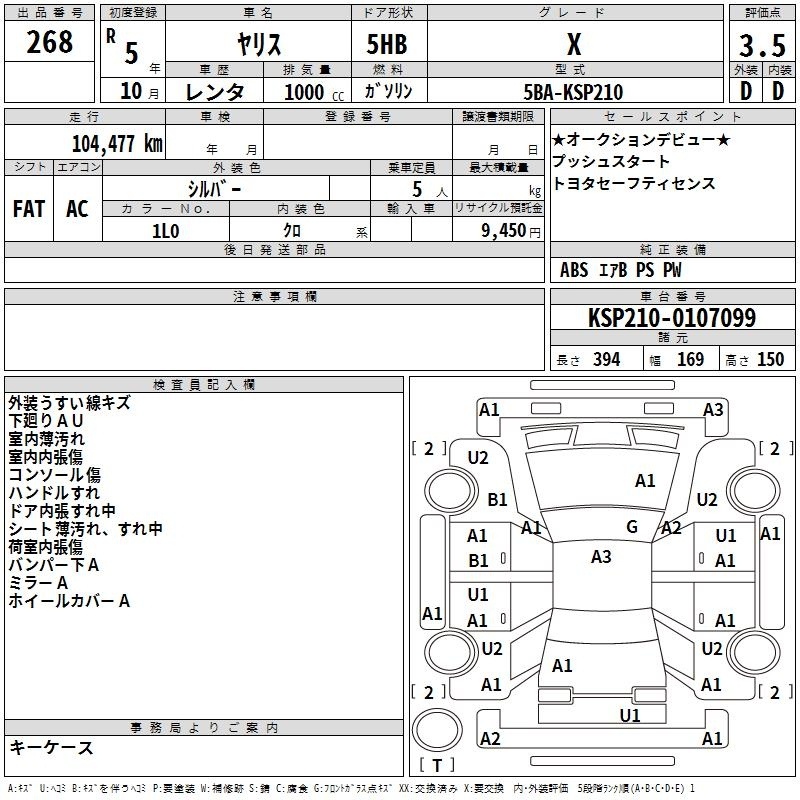 出品番号
268
初度登録
R 5 年
10 月
車名
ヤリス
ドア形状
5HB
グレード
X
評価点
3.5
外装 内装
D D
車歴
レンタ
排気量
1000 CC
燃料
ｶﾞｿﾘﾝ
型式
5BA-KSP210
走行
104,477 km
車検
年 月
登録番号
譲渡書類期限
月 日
セールスポイント
★オークションデビュー★
プッシュスタート
トヨタセーフティセンス
シフト
FAT
エアコン
AC
外装色
ｼﾙﾊﾞｰ
乗車定員
5 人
最大積載量
kg
カラーNo.
1L0
内装色
ｸﾛ 系
輸入車
リサイクル預託金
9,450 円
後日発送部品
純正装備
ABS ｴｱB PS PW
注意事項欄
車台番号
KSP210-0107099
諸元
長さ 394 幅 169 高さ 150
検査員記入欄
外装うすい線キズ
下廻りAU
室内薄汚れ
室内内張傷
コンソール傷
ハンドルすれ
ドア内張すれ中
シート薄汚れ、すれ中
荷室内張傷
バンパー下A
ミラーA
ホイールカバーA
事務局よりご案内
キーケース
A1 A3
[ 2 ] [ 2 ]
U2
A1
B1 U2
A1 G A2
A1 U1 A1
B1 A3 A1
U1
A1 A1 A1
U2 U2
A1
A1 A1
[ 2 ] [ 2 ]
U1
A2 A1
[ T ]
A:ｷｽﾞ U:ﾍｺﾐ B:ｷｽﾞを伴うﾍｺﾐ P:要塗装 W:補修跡 S:錆 C:腐食 G:ﾌﾛﾝﾄｶﾞﾗｽ点ｷｽﾞ XX:交換済み X:要交換 内･外装評価 5段階ﾗﾝｸ順(A･B･C･D･E) 1